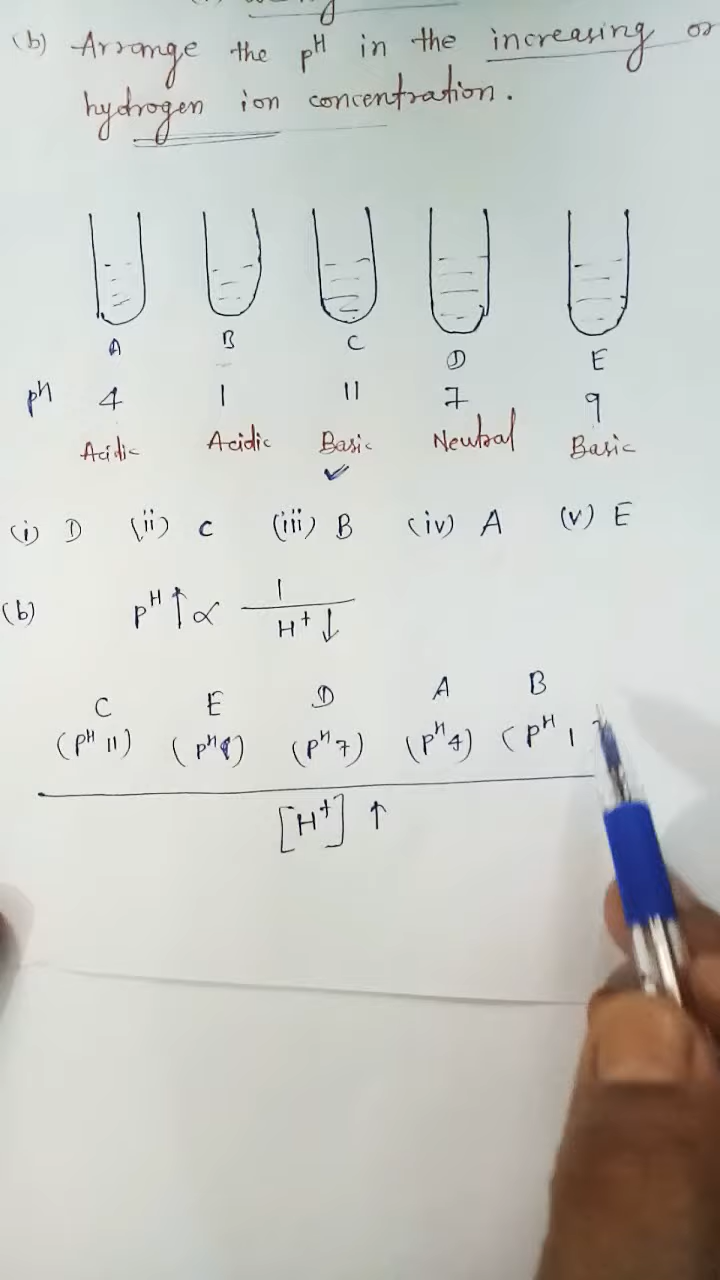 (b) Arrange the pH in the increasing or
hydrogen ion concentration.
A B C D E
pH 4 1 11 7 9
Acidic Acidic Basic Neutral Basic
(i) D (ii) C (iii) B (iv) A (v) E
(b) pH ↑ ∝ 1
H+ ↓
C E D A B
(pH 11) (pH 9) (pH 7) (pH 4) (pH 1
[H+] ↑